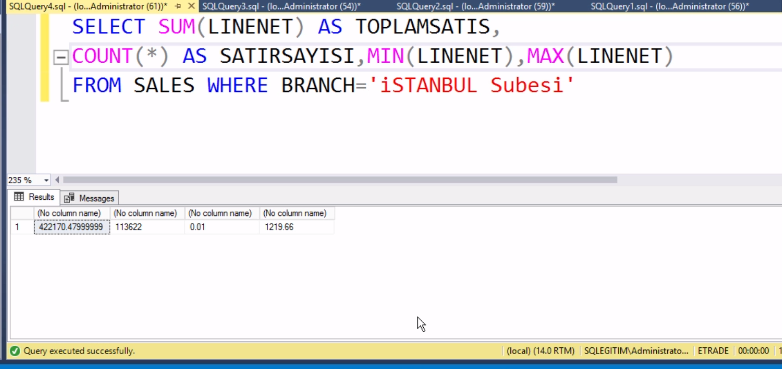 SQLQuery4.sql - (lo...Administrator (61))* SQLQuery3.sql - (lo...Administrator (54))* SQLQuery2.sql - (lo...Administrator (59))* SQLQuery1.sql - (lo...Administrator (56))*
SELECT SUM(LINENET) AS TOPLAMSATIS,
COUNT(*) AS SATIRSAYISI,MIN(LINENET),MAX(LINENET)
FROM SALES WHERE BRANCH='iSTANBUL Subesi'
235 %
Results Messages
(No column name) (No column name) (No column name) (No column name)
1 422170.47999999 113622 0.01 1219.66
Query executed successfully. (local) (14.0 RTM) SQLEGITIM\Administrato... ETRADE 00:00:00 1